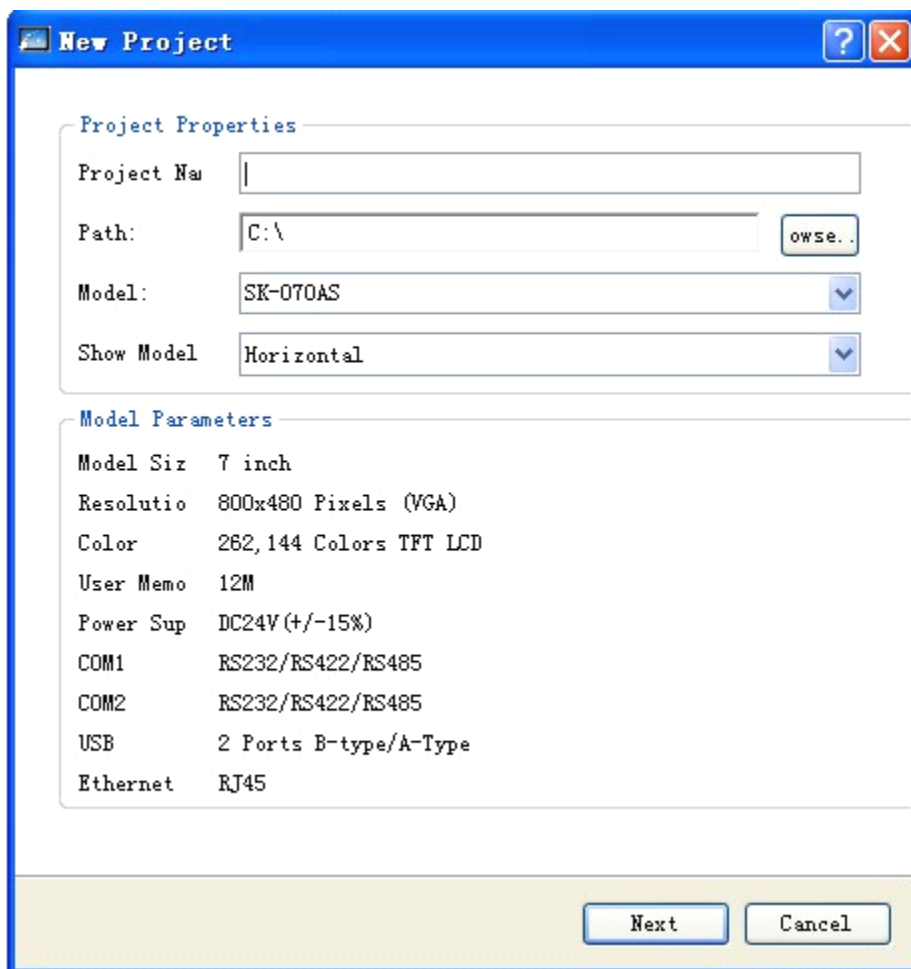 New Project
Project Properties
Project Na
Path: C:\ owse..
Model: SK-070AS
Show Model Horizontal
Model Parameters
Model Siz 7 inch
Resolutio 800x480 Pixels (VGA)
Color 262,144 Colors TFT LCD
User Memo 12M
Power Sup DC24V(+/-15%)
COM1 RS232/RS422/RS485
COM2 RS232/RS422/RS485
USB 2 Ports B-type/A-Type
Ethernet RJ45
Next Cancel